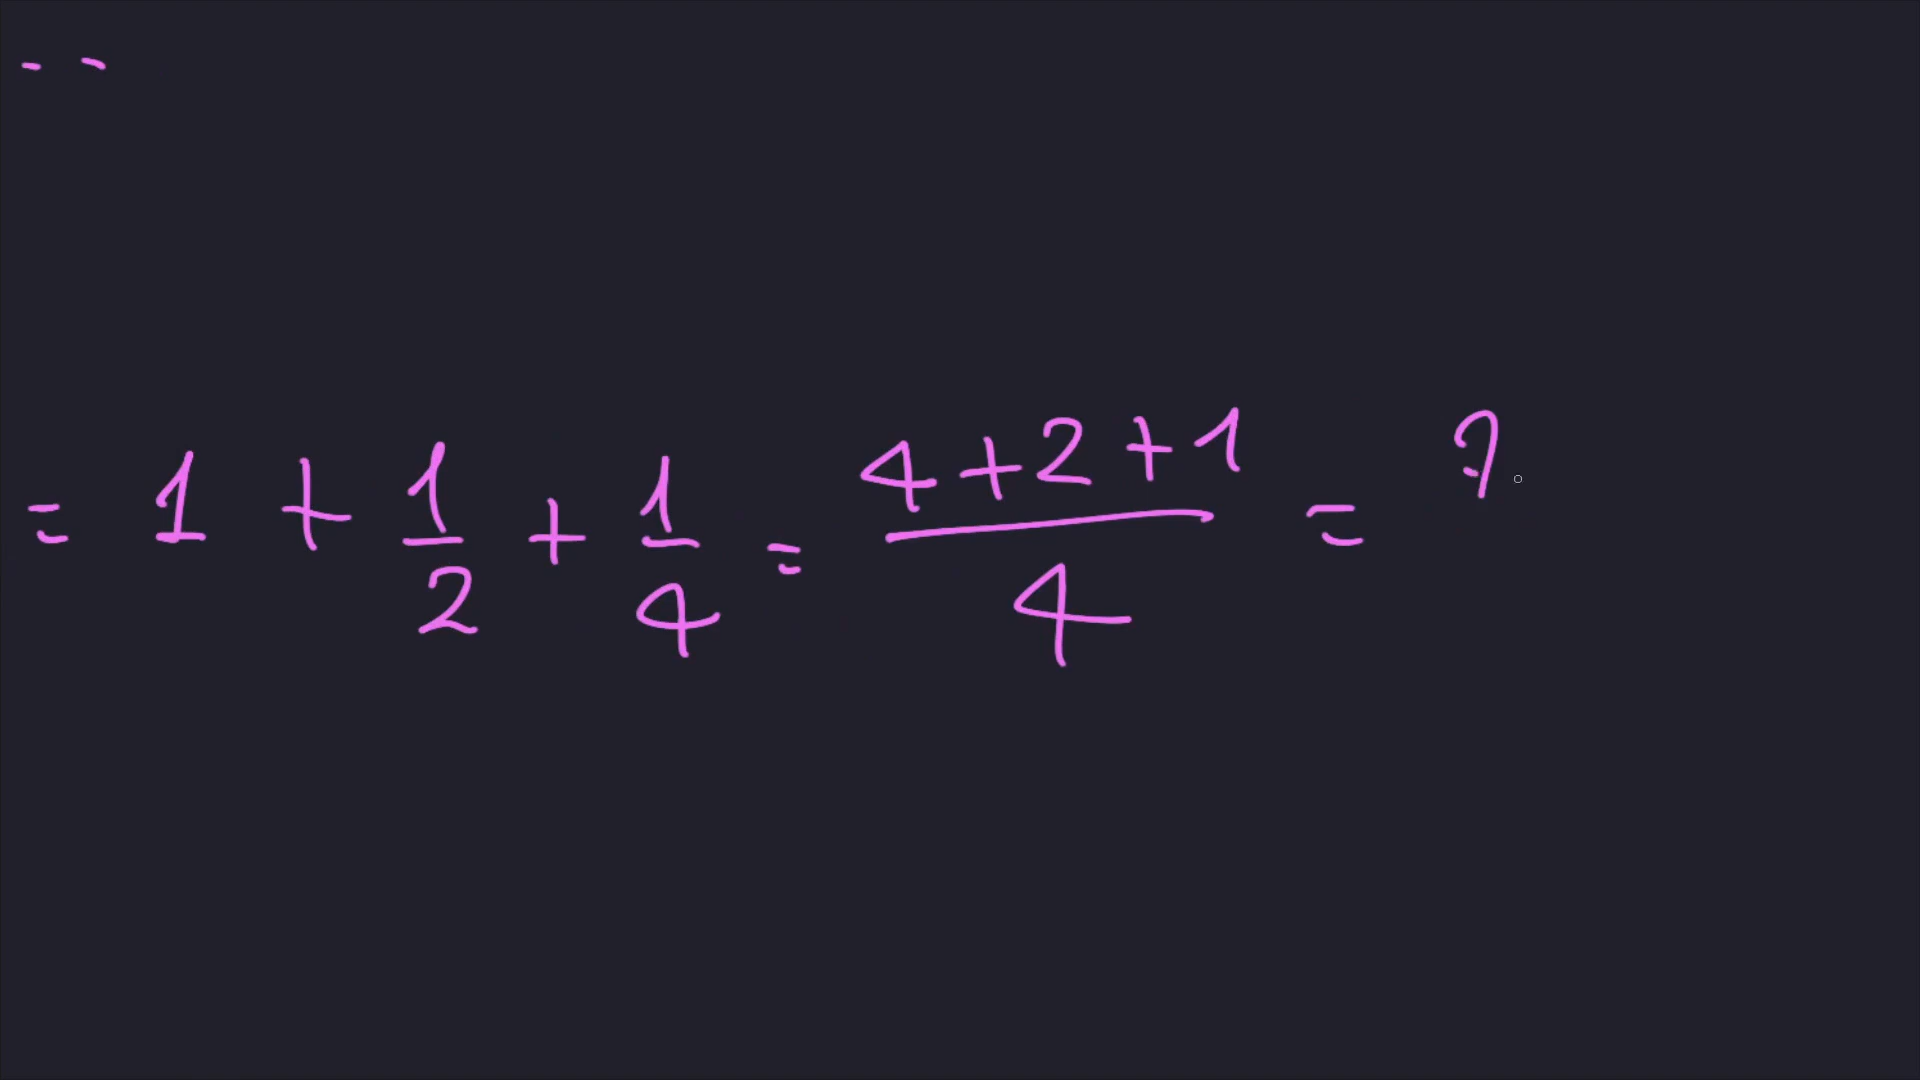 = 1 + 1/2 + 1/4 = (4+2+1)/4 = 7